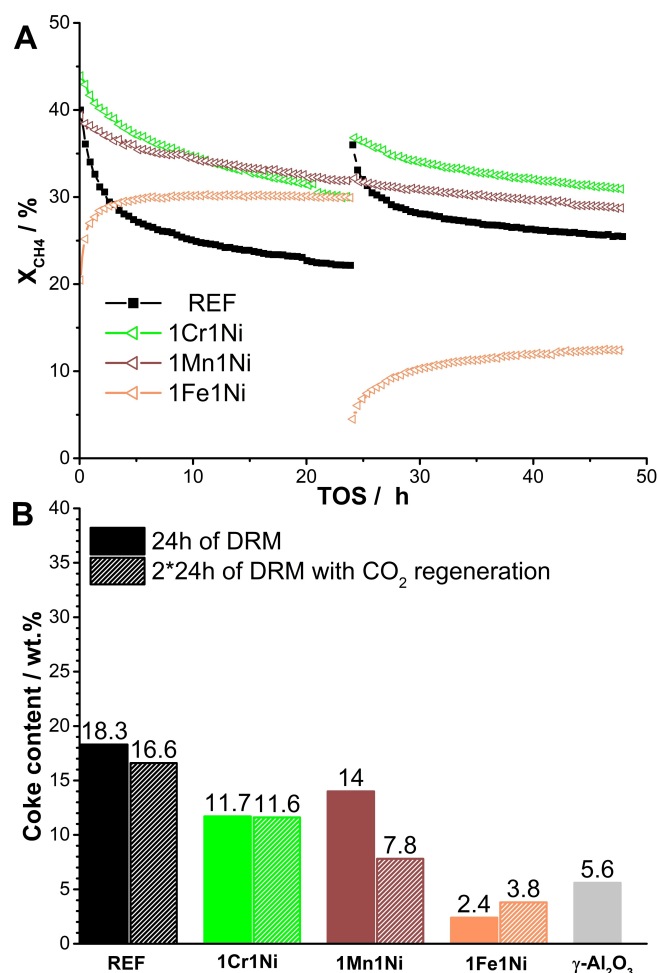 A
50
40
30
20
10
0
X_CH4 / %
REF
1Cr1Ni
1Mn1Ni
1Fe1Ni
0 10 20 30 40 50
TOS / h
B
40
35
30
25
20
15
10
5
0
Coke content / wt.%
24h of DRM
2*24h of DRM with CO₂ regeneration
18.3 16.6 11.7 11.6 14 7.8 2.4 3.8 5.6
REF 1Cr1Ni 1Mn1Ni 1Fe1Ni γ-Al₂O₃